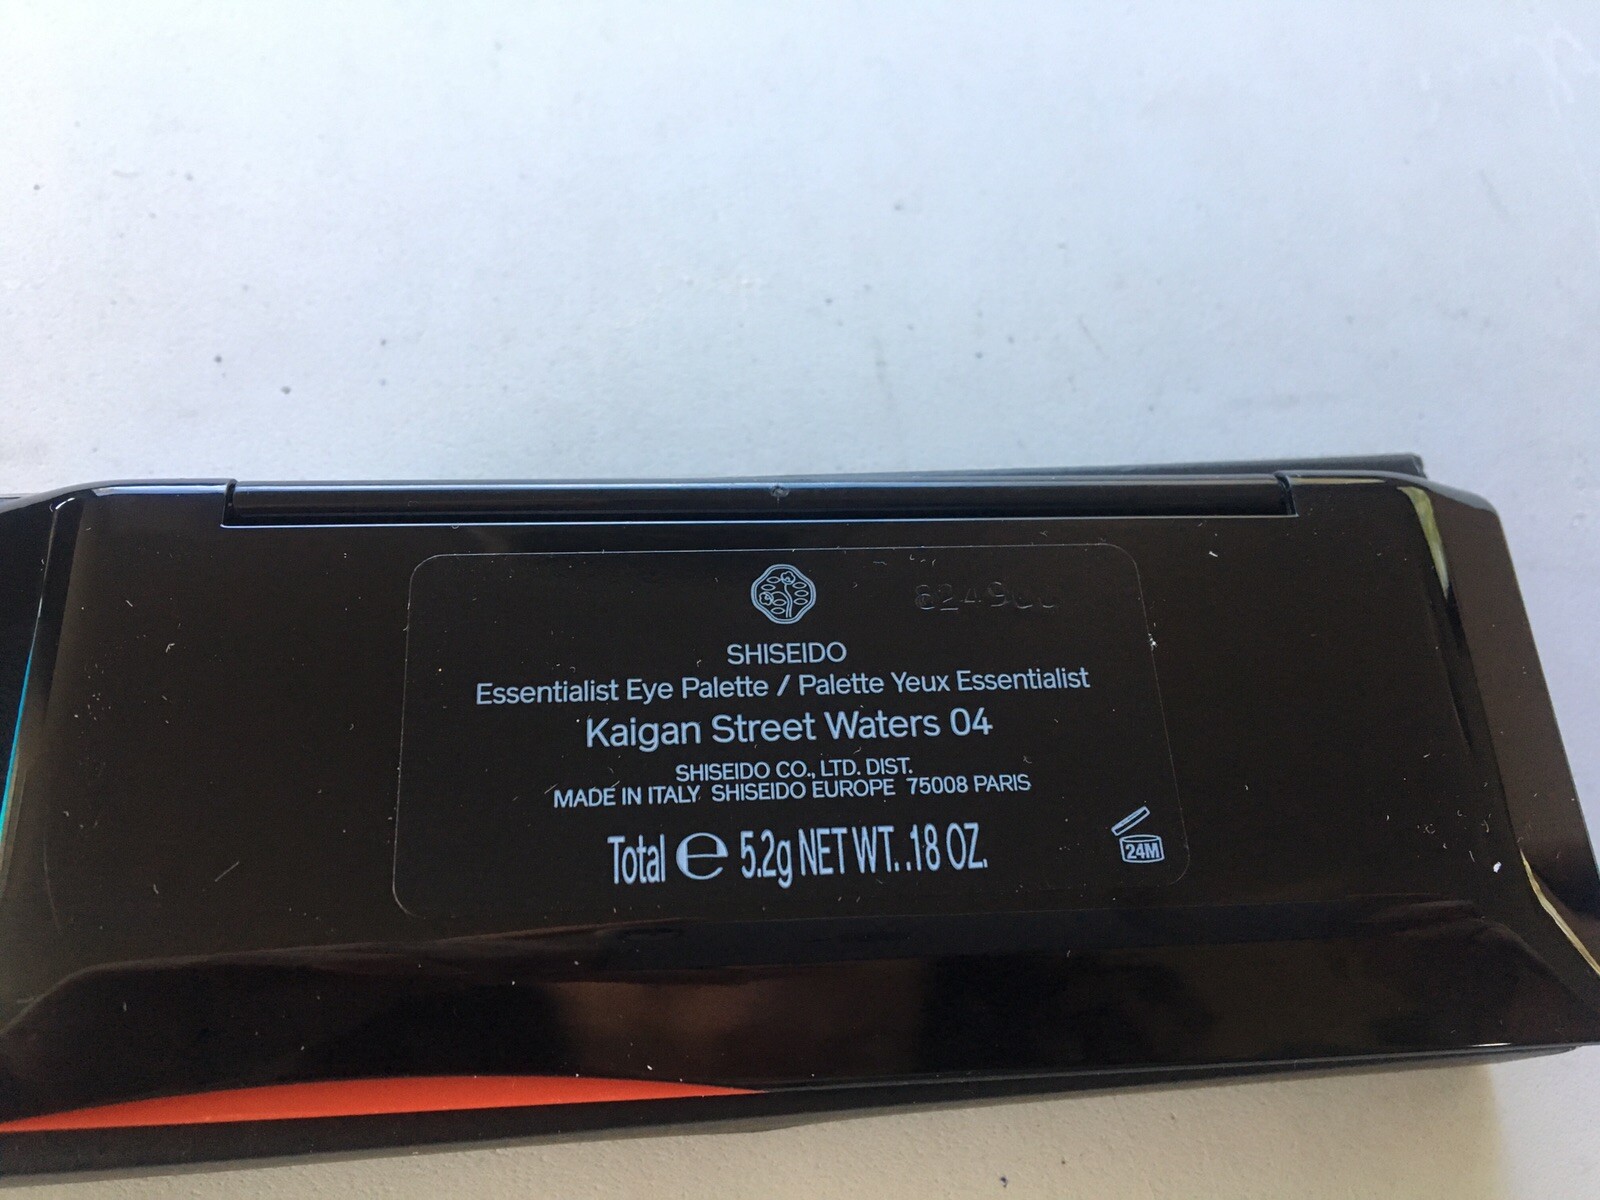 SHISEIDO
Essentialist Eye Palette / Palette Yeux Essentialist
Kaigan Street Waters 04
SHISEIDO CO., LTD. DIST.
MADE IN ITALY SHISEIDO EUROPE 75008 PARIS
Total ℮ 5.2g NET WT. .18 OZ.
24M